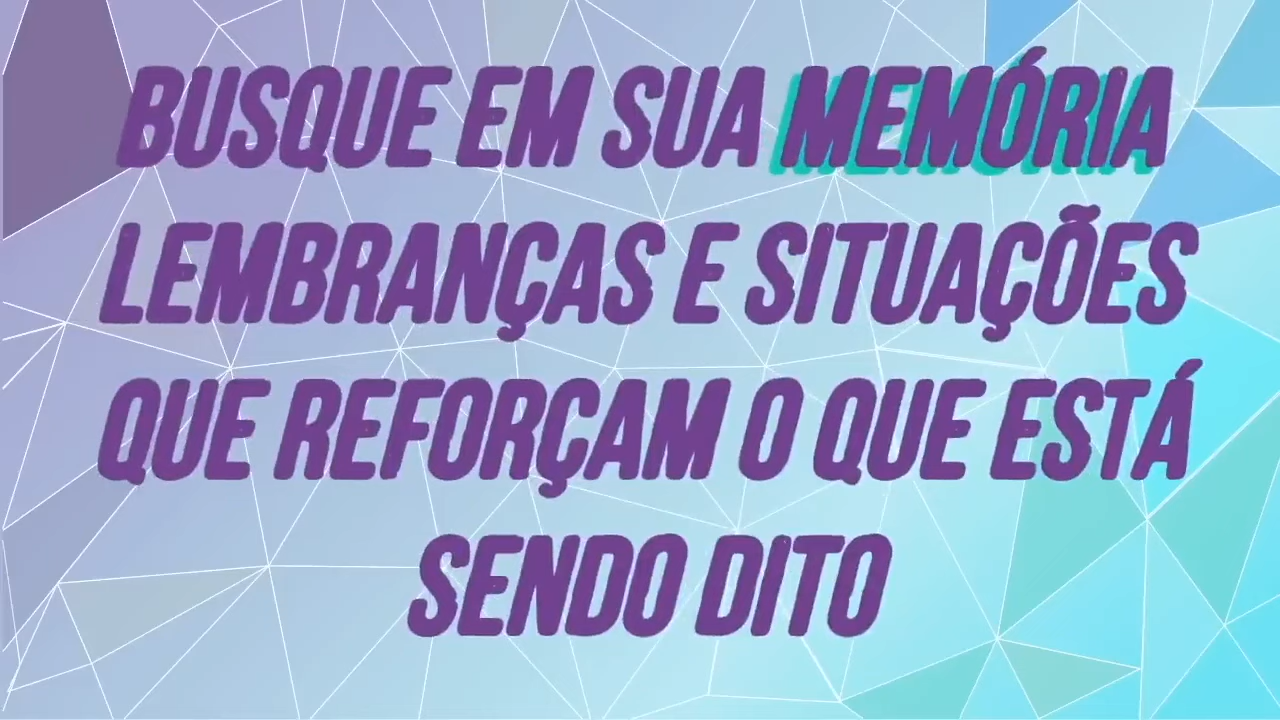 BUSQUE EM SUA MEMÓRIA
LEMBRANÇAS E SITUAÇÕES
QUE REFORÇAM O QUE ESTÁ
SENDO DITO